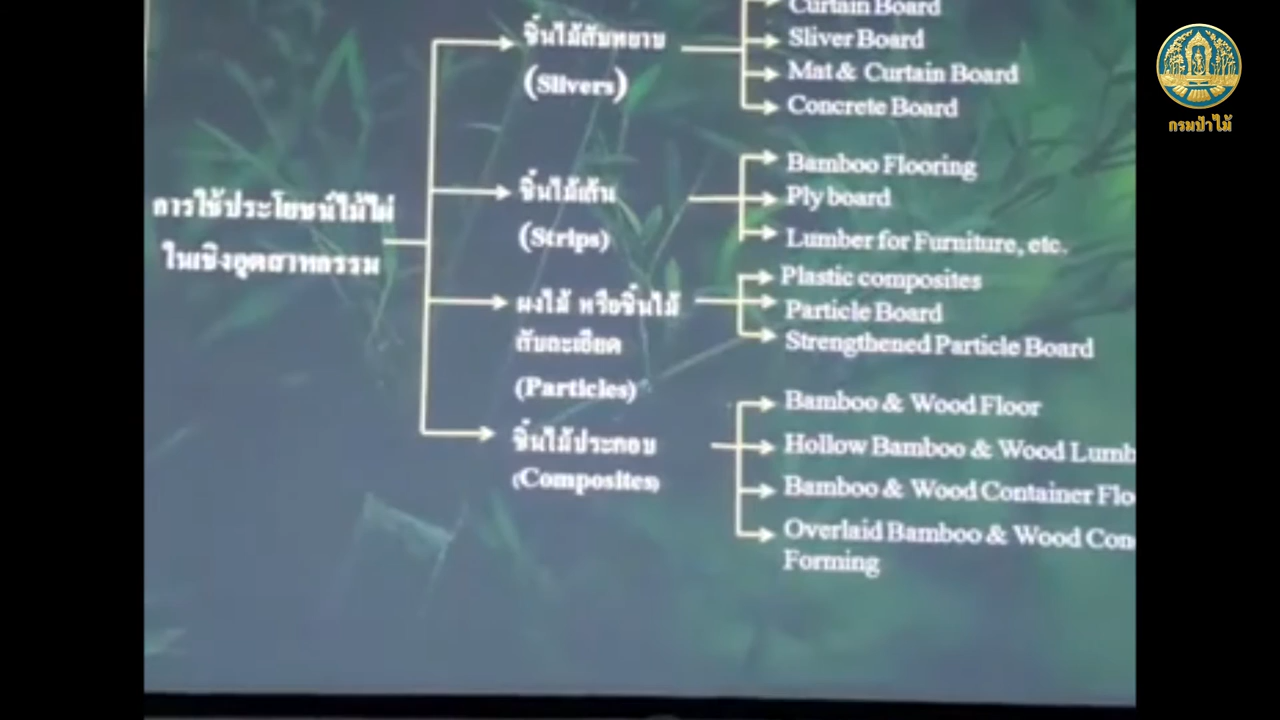 Curtain Board
ชิ้นไม้สับหยาบ
(Slivers)
Sliver Board
Mat & Curtain Board
Concrete Board
การใช้ประโยชน์ไม้ไผ่
ในเชิงอุตสาหกรรม
ชิ้นไม้เส้น
(Strips)
Bamboo Flooring
Ply board
Lumber for Furniture, etc.
ผงไม้ หรือชิ้นไม้
สับละเอียด
(Particles)
Plastic composites
Particle Board
Strengthened Particle Board
ชิ้นไม้ประกอบ
(Composites)
Bamboo & Wood Floor
Hollow Bamboo & Wood Lumb
Bamboo & Wood Container Flo
Overlaid Bamboo & Wood Con
Forming
กรมป่าไม้